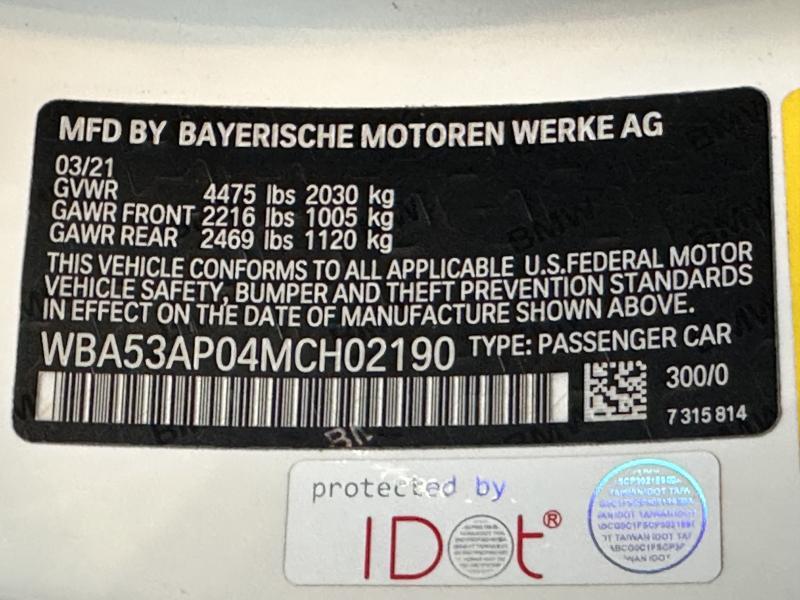 MFD BY BAYERISCHE MOTOREN WERKE AG
03/21
GVWR 4475 lbs 2030 kg
GAWR FRONT 2216 lbs 1005 kg
GAWR REAR 2469 lbs 1120 kg
THIS VEHICLE CONFORMS TO ALL APPLICABLE U.S.FEDERAL MOTOR
VEHICLE SAFETY, BUMPER AND THEFT PREVENTION STANDARDS
IN EFFECT ON THE DATE OF MANUFACTURE SHOWN ABOVE.
WBA53AP04MCH02190 TYPE: PASSENGER CAR
300/0
7 315 814
protected by
IDOt®